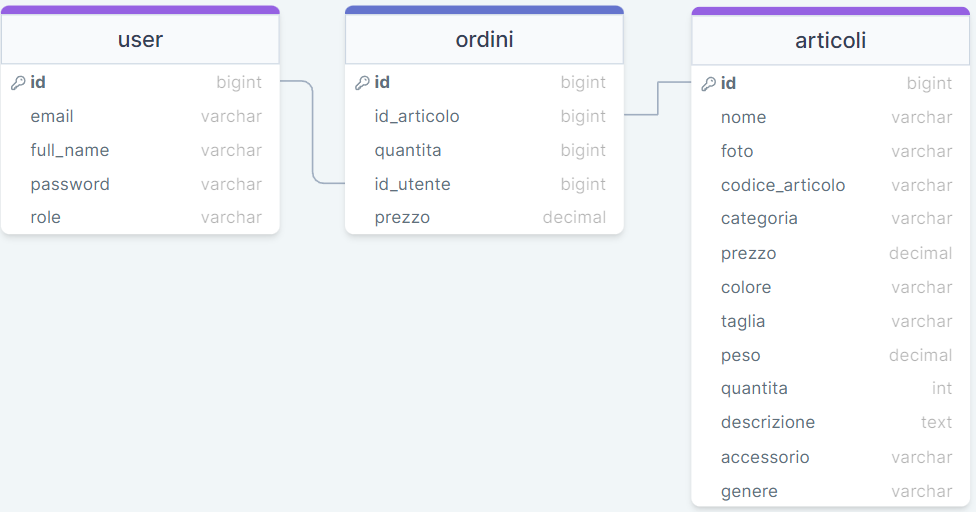 user
id bigint
email varchar
full_name varchar
password varchar
role varchar
ordini
id bigint
id_articolo bigint
quantita bigint
id_utente bigint
prezzo decimal
articoli
id bigint
nome varchar
foto varchar
codice_articolo varchar
categoria varchar
prezzo decimal
colore varchar
taglia varchar
peso decimal
quantita int
descrizione text
accessorio varchar
genere varchar